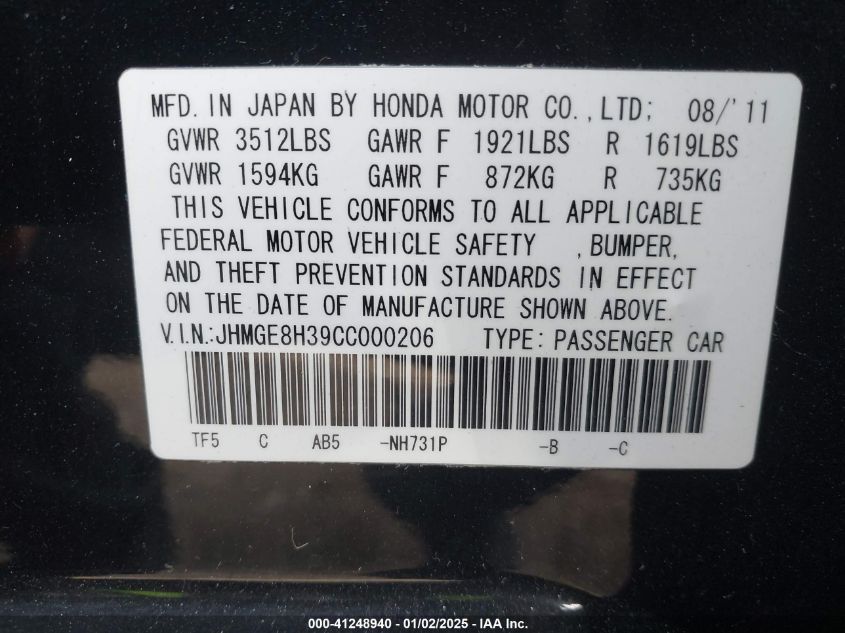 MFD. IN JAPAN BY HONDA MOTOR CO.,LTD; 08/'11
GVWR 3512LBS GAWR F 1921LBS R 1619LBS
GVWR 1594KG GAWR F 872KG R 735KG
THIS VEHICLE CONFORMS TO ALL APPLICABLE
FEDERAL MOTOR VEHICLE SAFETY ,BUMPER,
AND THEFT PREVENTION STANDARDS IN EFFECT
ON THE DATE OF MANUFACTURE SHOWN ABOVE.
V.I.N.:JHMGE8H39CC000206 TYPE: PASSENGER CAR
TF5 C AB5 -NH731P -B -C
000-41248940 - 01/02/2025 - IAA Inc.